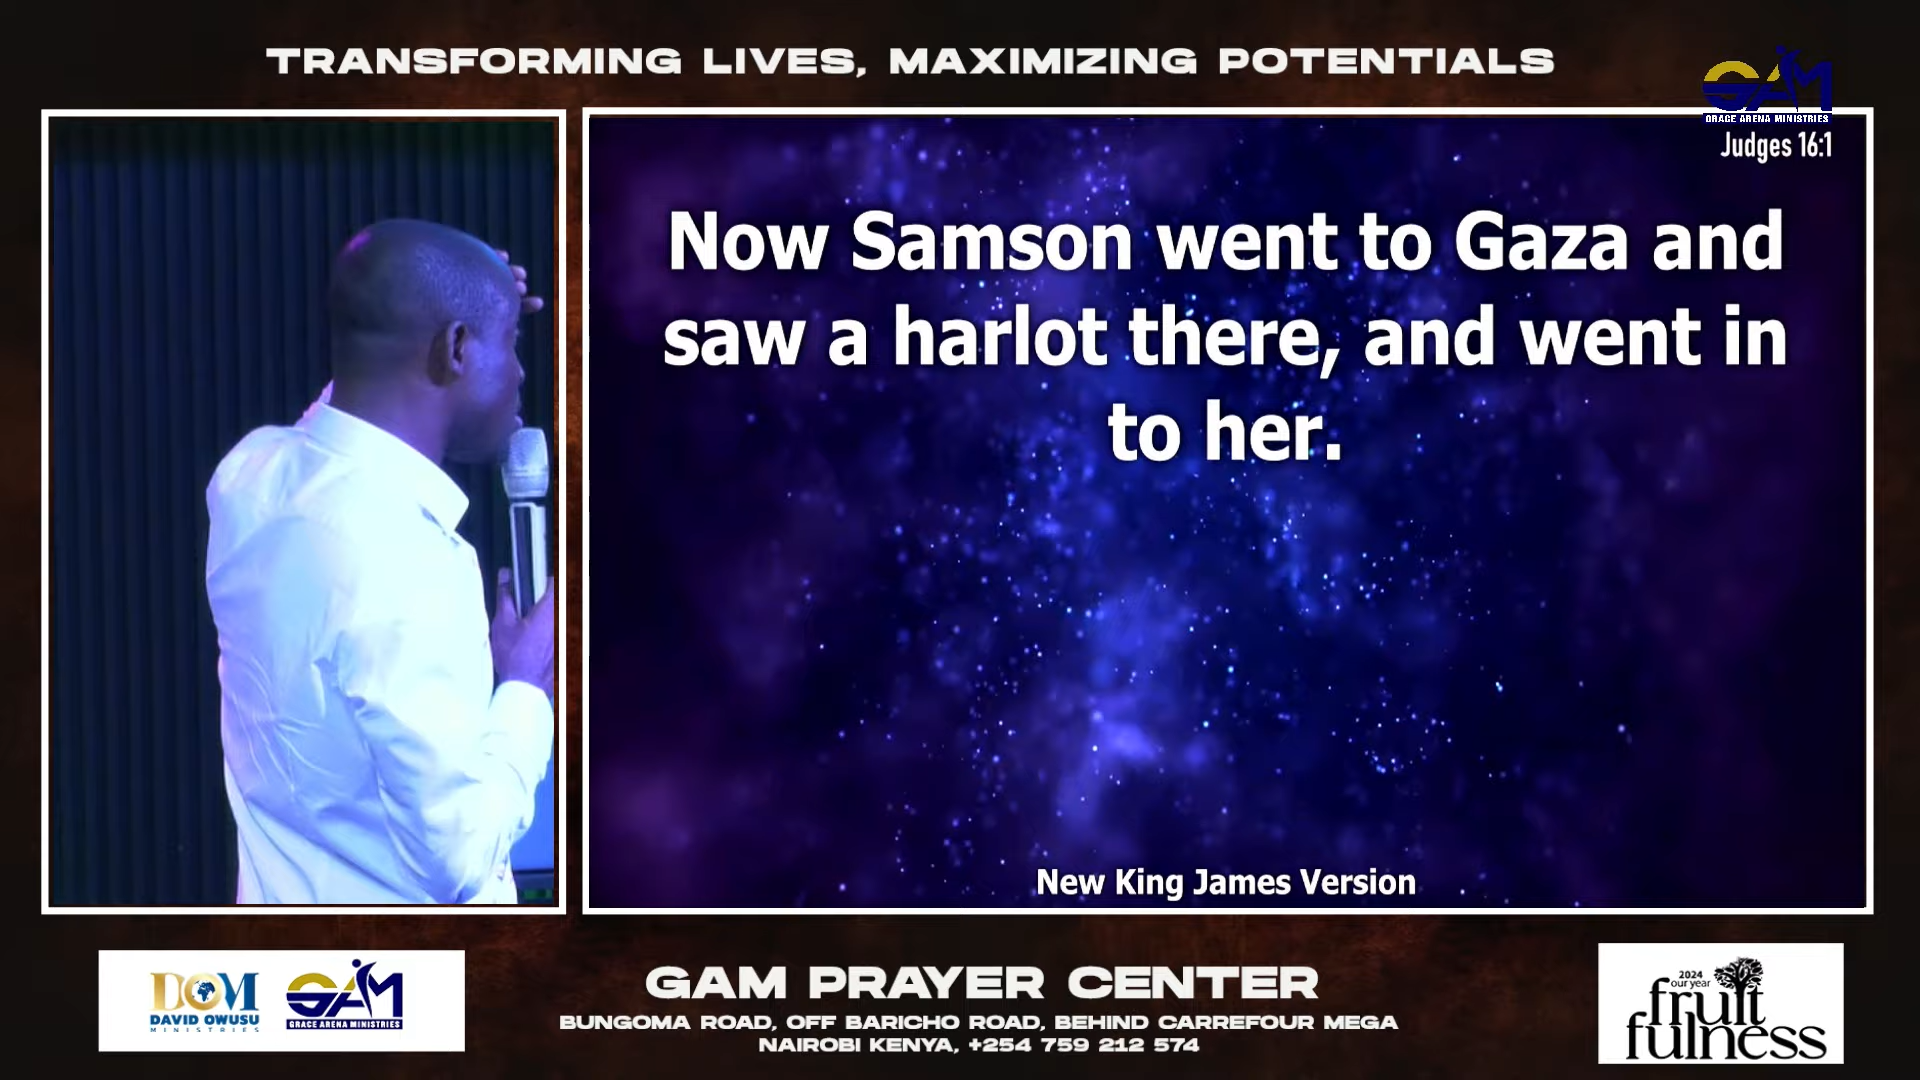 TRANSFORMING LIVES, MAXIMIZING POTENTIALS
GAM
GRACE ARENA MINISTRIES
Judges 16:1
Now Samson went to Gaza and
saw a harlot there, and went in
to her.
New King James Version
DOM
DAVID OWUSU
MINISTRIES
GAM
GRACE ARENA MINISTRIES
GAM PRAYER CENTER
BUNGOMA ROAD, OFF BARICHO ROAD, BEHIND CARREFOUR MEGA
NAIROBI KENYA, +254 759 212 574
2024
our year
fruit
fulness